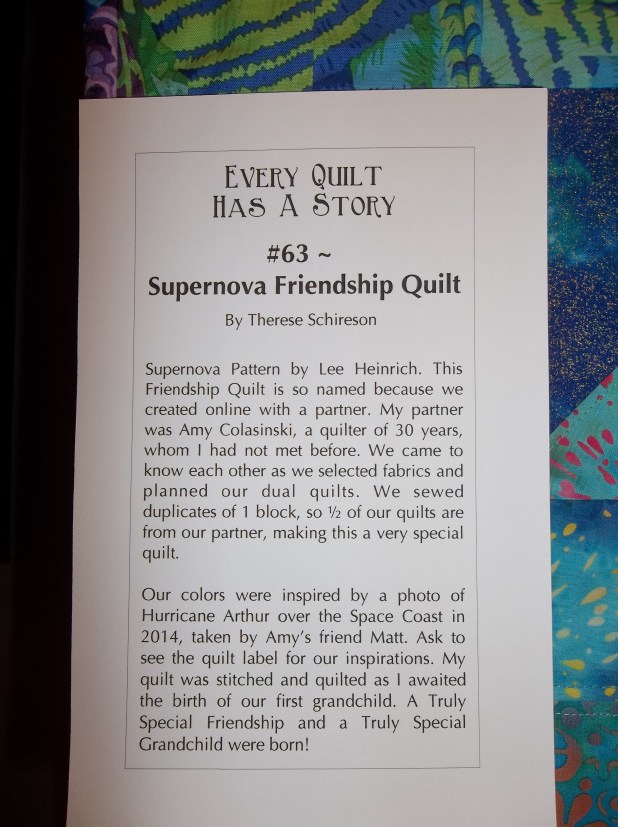 EVERY QUILT
HAS A STORY
#63 ~
Supernova Friendship Quilt
By Therese Schireson
Supernova Pattern by Lee Heinrich. This
Friendship Quilt is so named because we
created online with a partner. My partner
was Amy Colasinski, a quilter of 30 years,
whom I had not met before. We came to
know each other as we selected fabrics and
planned our dual quilts. We sewed
duplicates of 1 block, so ½ of our quilts are
from our partner, making this a very special
quilt.
Our colors were inspired by a photo of
Hurricane Arthur over the Space Coast in
2014, taken by Amy's friend Matt. Ask to
see the quilt label for our inspirations. My
quilt was stitched and quilted as I awaited
the birth of our first grandchild. A Truly
Special Friendship and a Truly Special
Grandchild were born!